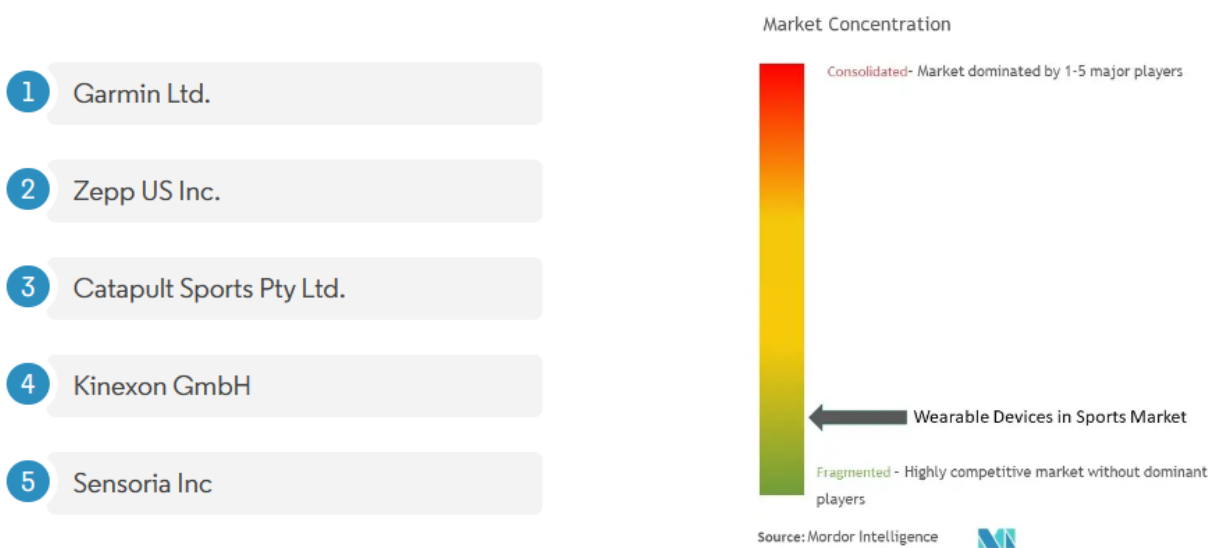 1 Garmin Ltd.
2 Zepp US Inc.
3 Catapult Sports Pty Ltd.
4 Kinexon GmbH
5 Sensoria Inc
Market Concentration
Consolidated- Market dominated by 1-5 major players
Wearable Devices in Sports Market
Fragmented - Highly competitive market without dominant
players
Source: Mordor Intelligence